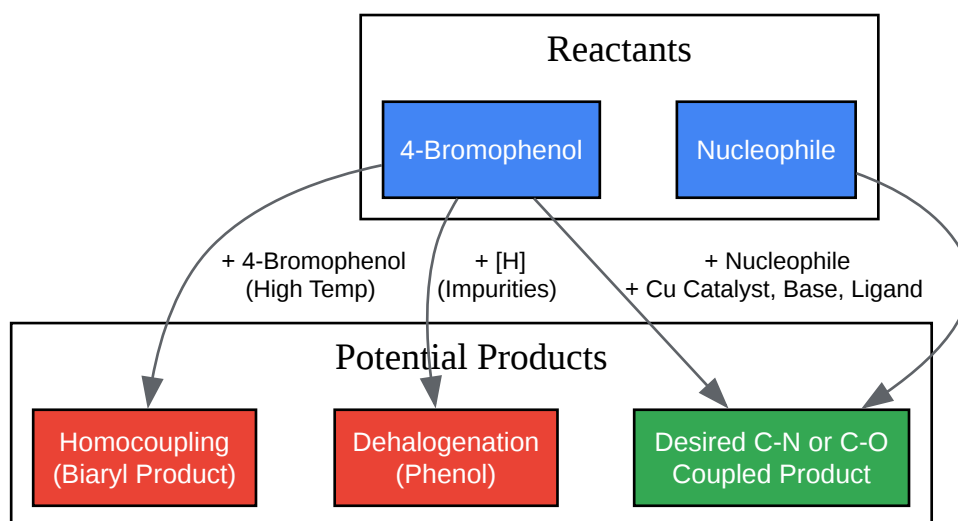 Reactants
4-Bromophenol
Nucleophile
+ 4-Bromophenol
(High Temp)
+ [H]
(Impurities)
+ Nucleophile
+ Cu Catalyst, Base, Ligand
Potential Products
Homocoupling
(Biaryl Product)
Dehalogenation
(Phenol)
Desired C-N or C-O
Coupled Product